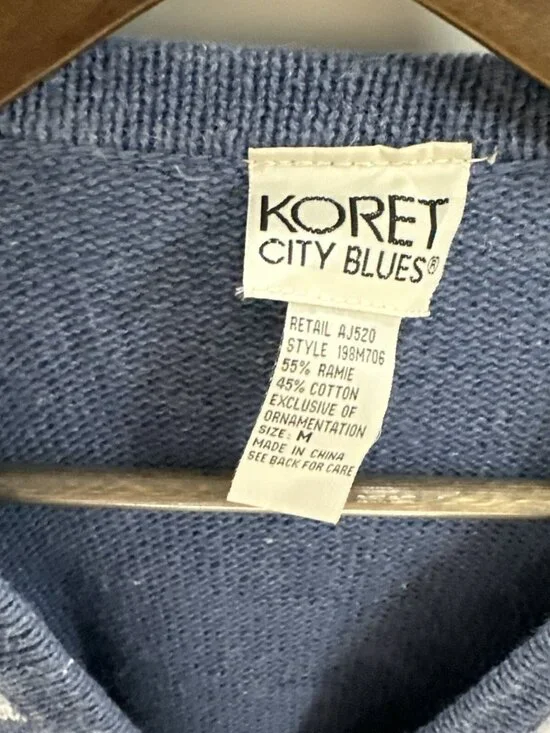 KORET
CITY BLUES®
RETAIL AJ520
STYLE 198M706
55% RAMIE
45% COTTON
EXCLUSIVE OF
ORNAMENTATION
SIZE: M
MADE IN CHINA
SEE BACK FOR CARE